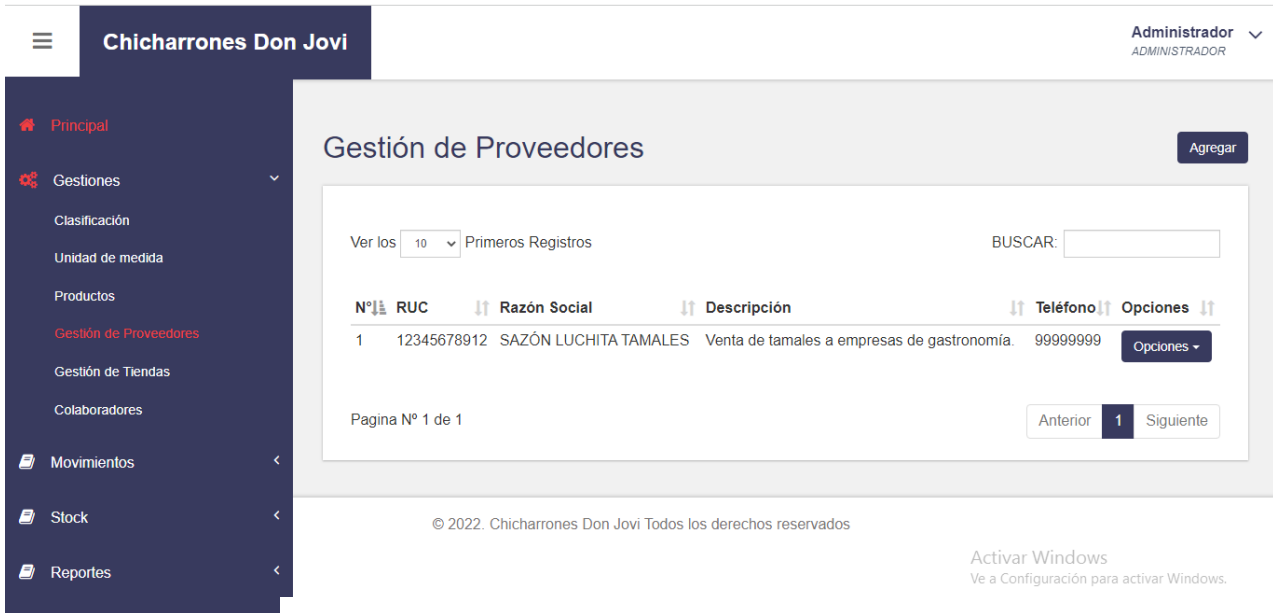 Chicharrones Don Jovi
Administrador
ADMINISTRADOR
Principal
Gestiones
Clasificación
Unidad de medida
Productos
Gestión de Proveedores
Gestión de Tiendas
Colaboradores
Movimientos
Stock
Reportes
Gestión de Proveedores
Agregar
Ver los 10 Primeros Registros
BUSCAR:
N° RUC Razón Social Descripción Teléfono Opciones
1 12345678912 SAZÓN LUCHITA TAMALES Venta de tamales a empresas de gastronomía. 99999999 Opciones
Pagina Nº 1 de 1
Anterior 1 Siguiente
© 2022. Chicharrones Don Jovi Todos los derechos reservados
Activar Windows
Ve a Configuración para activar Windows.